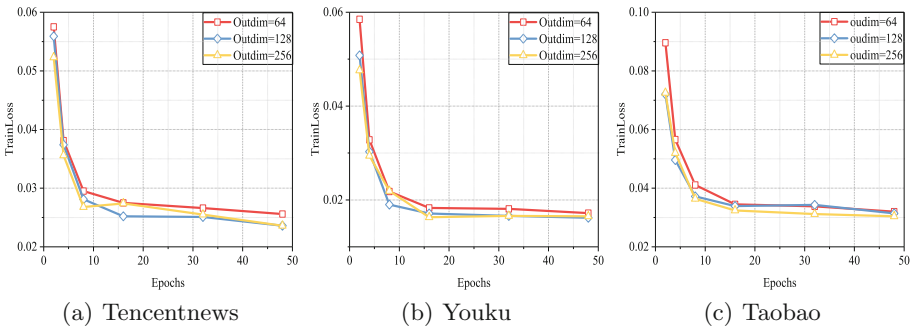 0.06
0.05
0.04
0.03
0.02
TrainLoss
0 10 20 30 40 50
Epochs
Outdim=64
Outdim=128
Outdim=256
(a) Tencentnews
0.06
0.04
0.02
TrainLoss
0 10 20 30 40 50
Epochs
Outdim=64
Outdim=128
Outdim=256
(b) Youku
0.10
0.08
0.06
0.04
0.02
TrainLoss
0 10 20 30 40 50
Epochs
oudim=64
oudim=128
oudim=256
(c) Taobao